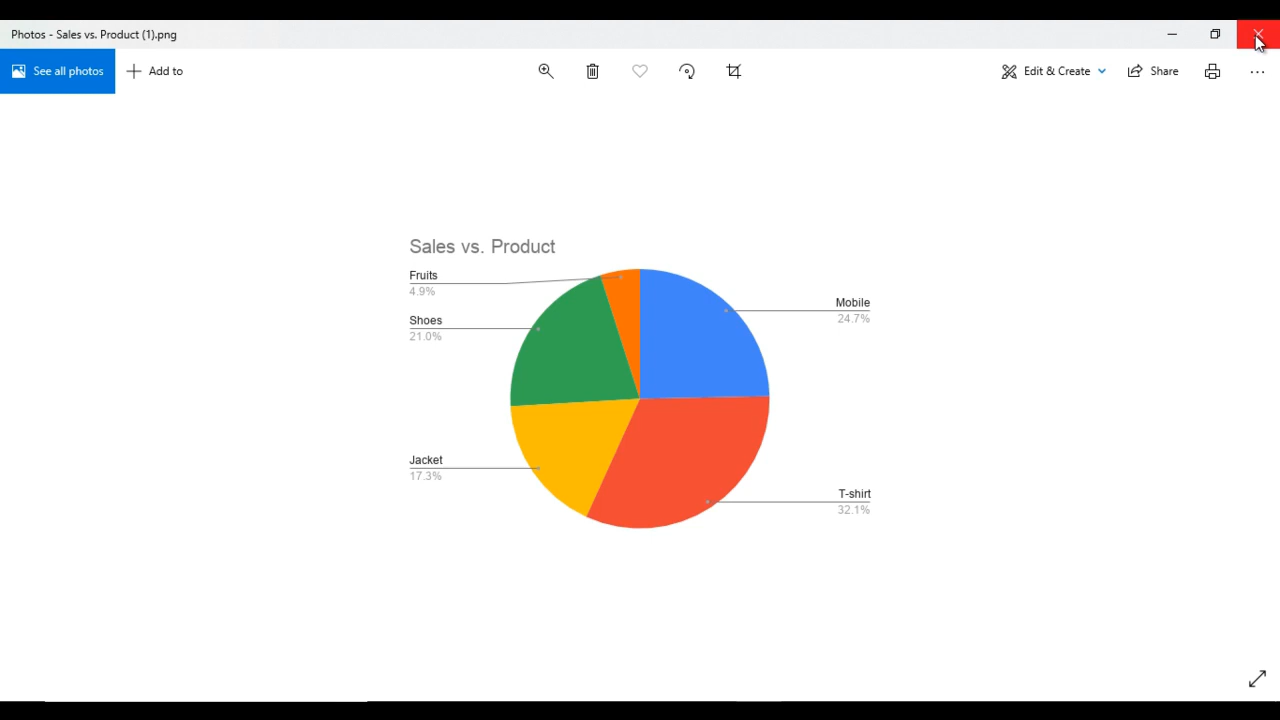 Photos - Sales vs. Product (1).png
See all photos
Add to
Edit & Create
Share
Sales vs. Product
Fruits
4.9%
Shoes
21.0%
Jacket
17.3%
Mobile
24.7%
T-shirt
32.1%